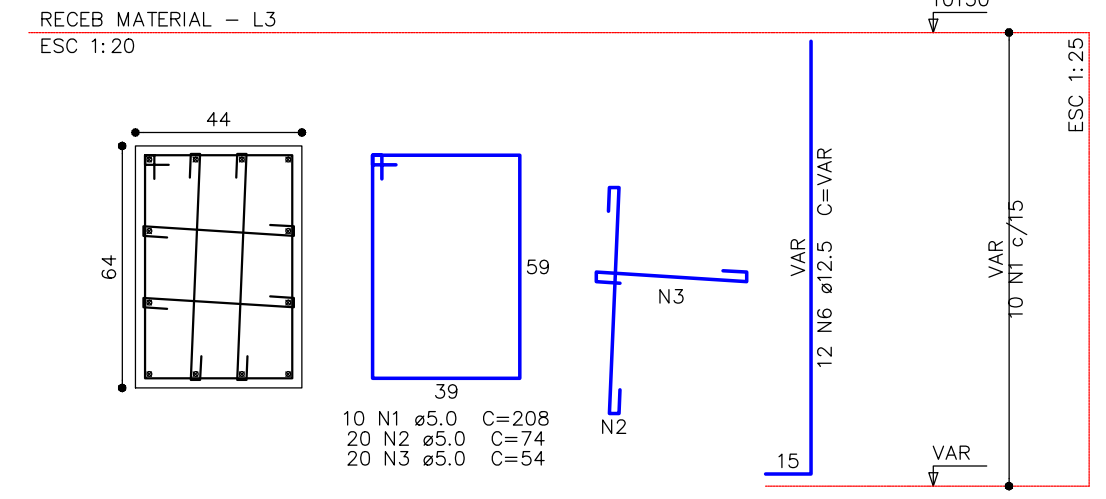 RECEB MATERIAL – L3
ESC 1:20
ESC 1:25
44
64
59
39
10 N1 ø5.0 C=208
20 N2 ø5.0 C=74
20 N3 ø5.0 C=54
N3
N2
VAR
12 N6 ø12.5 C=VAR
15
VAR
10 N1 c/15
VAR